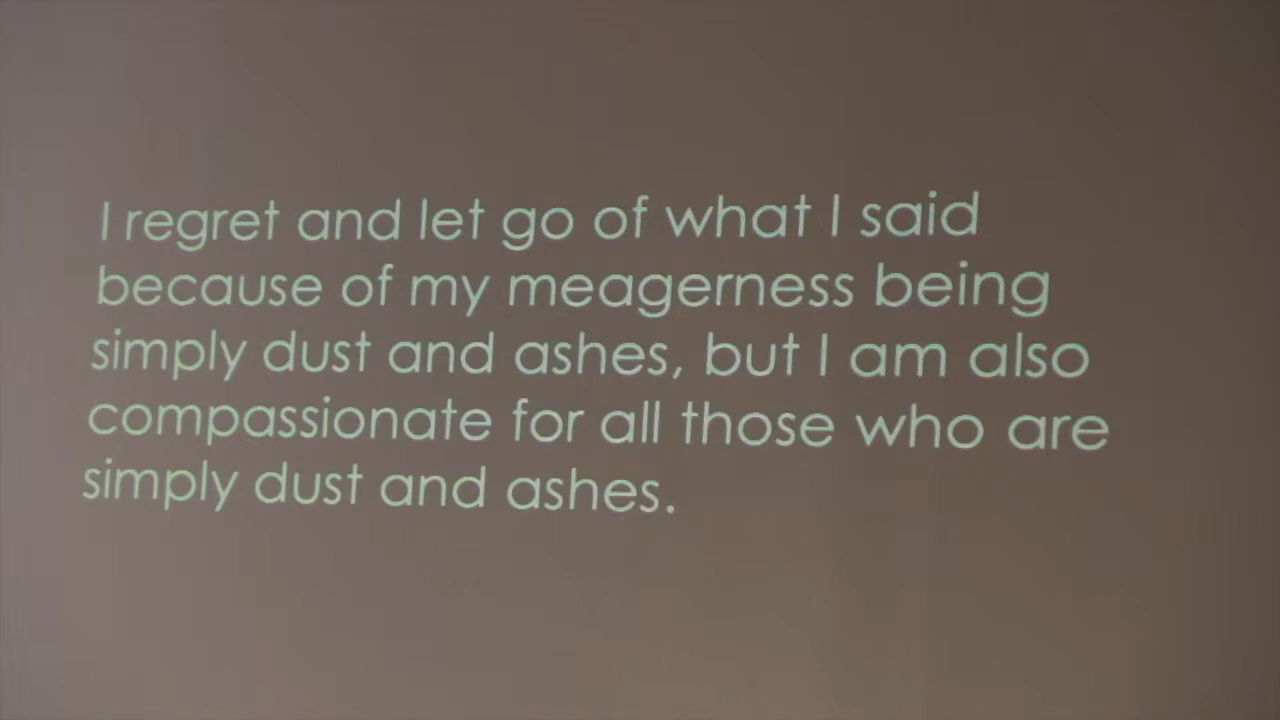 I regret and let go of what I said
because of my meagerness being
simply dust and ashes, but I am also
compassionate for all those who are
simply dust and ashes.